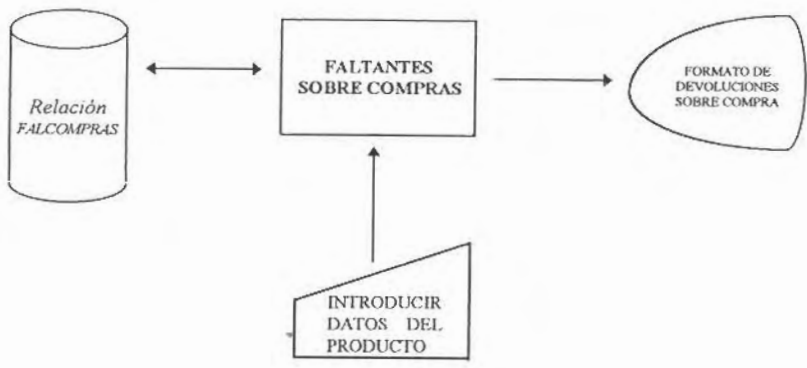 Relación
FALCOMPRAS
FALTANTES
SOBRE COMPRAS
FORMATO DE
DEVOLUCIONES
SOBRE COMPRA
INTRODUCIR
DATOS DEL
PRODUCTO